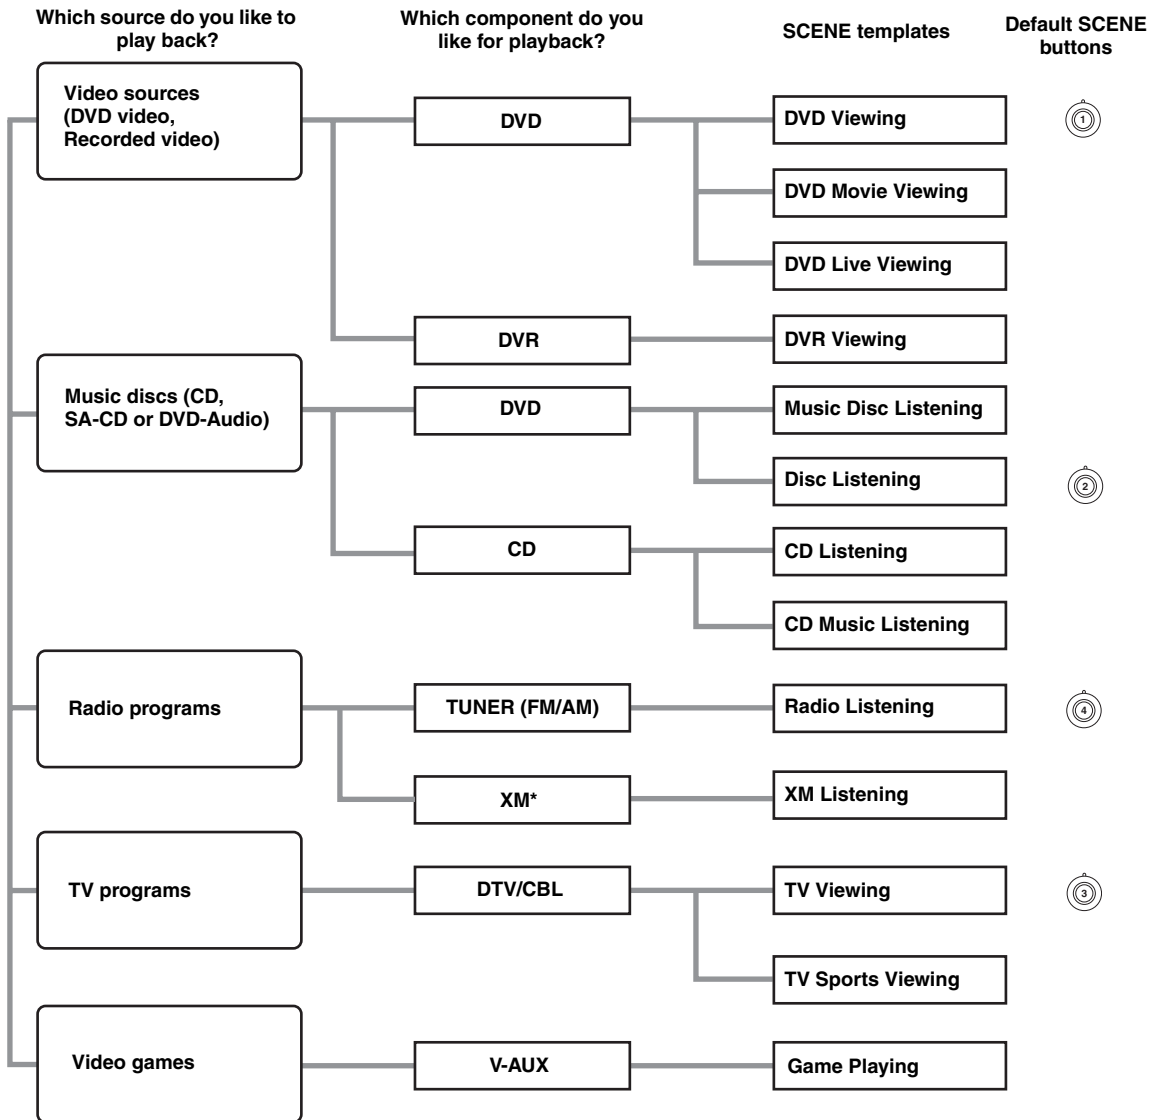 Which source do you like to
play back?
Which component do you
like for playback?
SCENE templates
Default SCENE
buttons
Video sources
(DVD video,
Recorded video)
DVD
DVD Viewing
1
DVD Movie Viewing
DVD Live Viewing
DVR
DVR Viewing
Music discs (CD,
SA-CD or DVD-Audio)
DVD
Music Disc Listening
Disc Listening
2
CD
CD Listening
CD Music Listening
Radio programs
TUNER (FM/AM)
Radio Listening
4
XM*
XM Listening
TV programs
DTV/CBL
TV Viewing
3
TV Sports Viewing
Video games
V-AUX
Game Playing